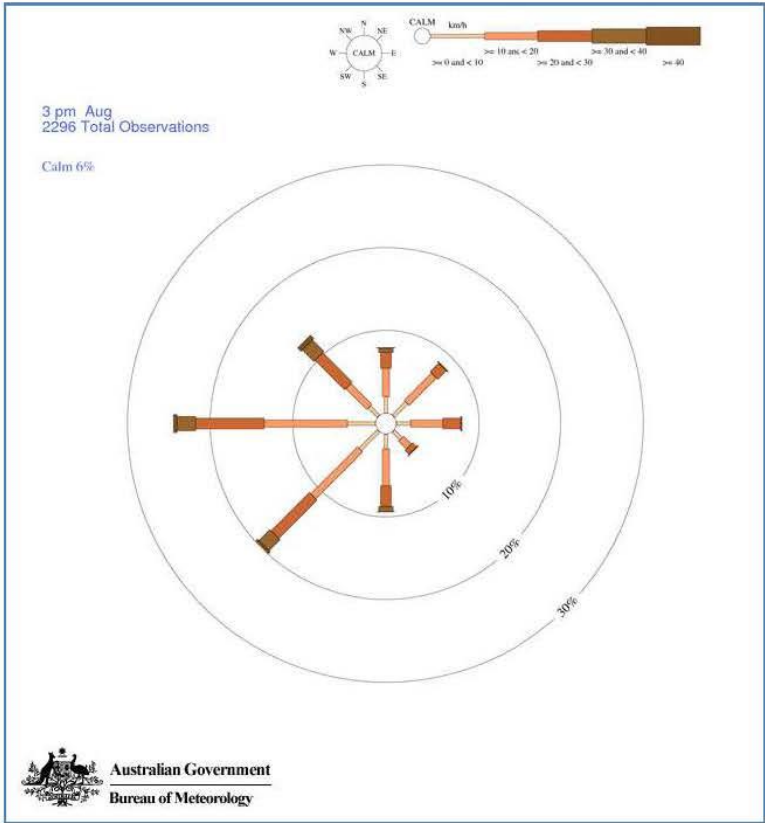 N
NW NE
W CALM E
SW SE
S
CALM km/h
>= 10 and < 20 >= 30 and < 40
>= 0 and < 10 >= 20 and < 30 >= 40
3 pm Aug
2296 Total Observations
Calm 6%
10%
20%
30%
Australian Government
Bureau of Meteorology